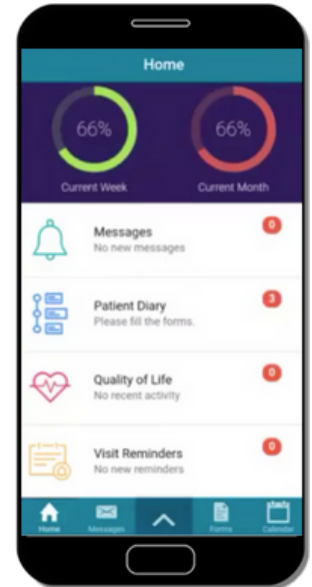 Home
66%
66%
Current Week
Current Month
Messages
0
No new messages
Patient Diary
3
Please fill the forms.
Quality of Life
0
No recent activity
Visit Reminders
0
No new reminders
Home
Messages
Forms
Calendar